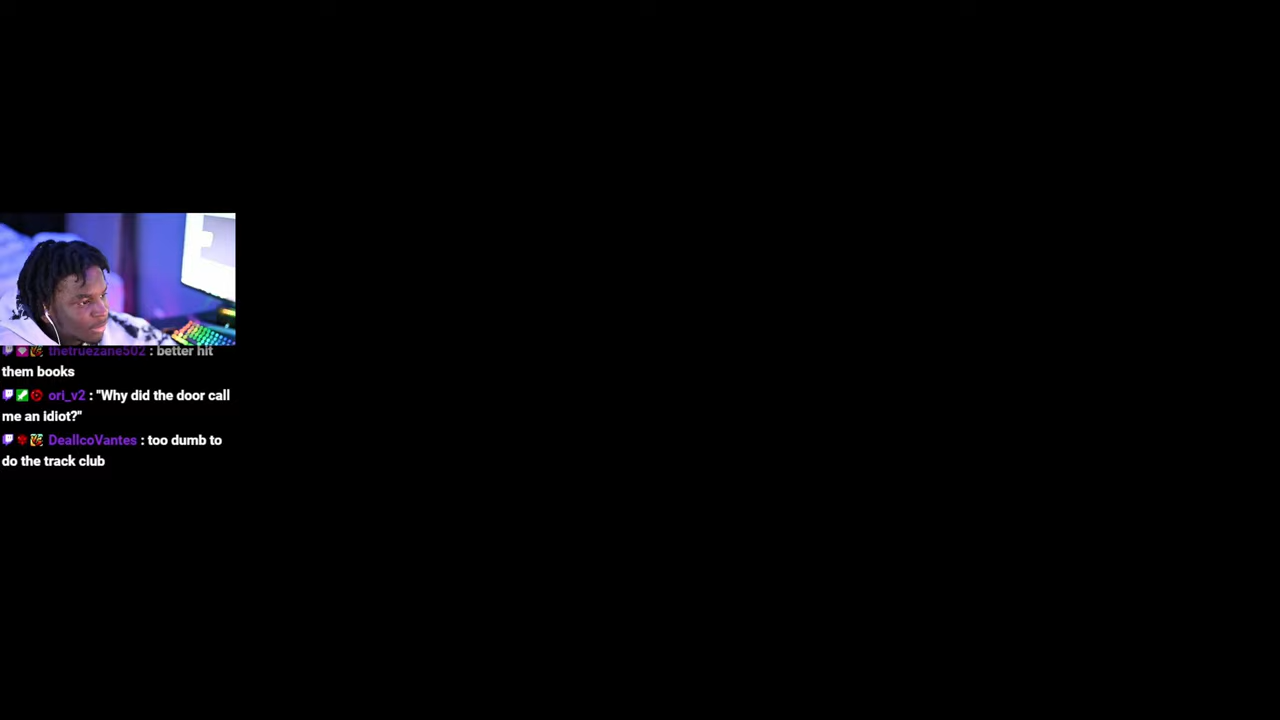 thetruezane502 : better hit
them books
ori_v2 : "Why did the door call
me an idiot?"
DeallcoVantes : too dumb to
do the track club